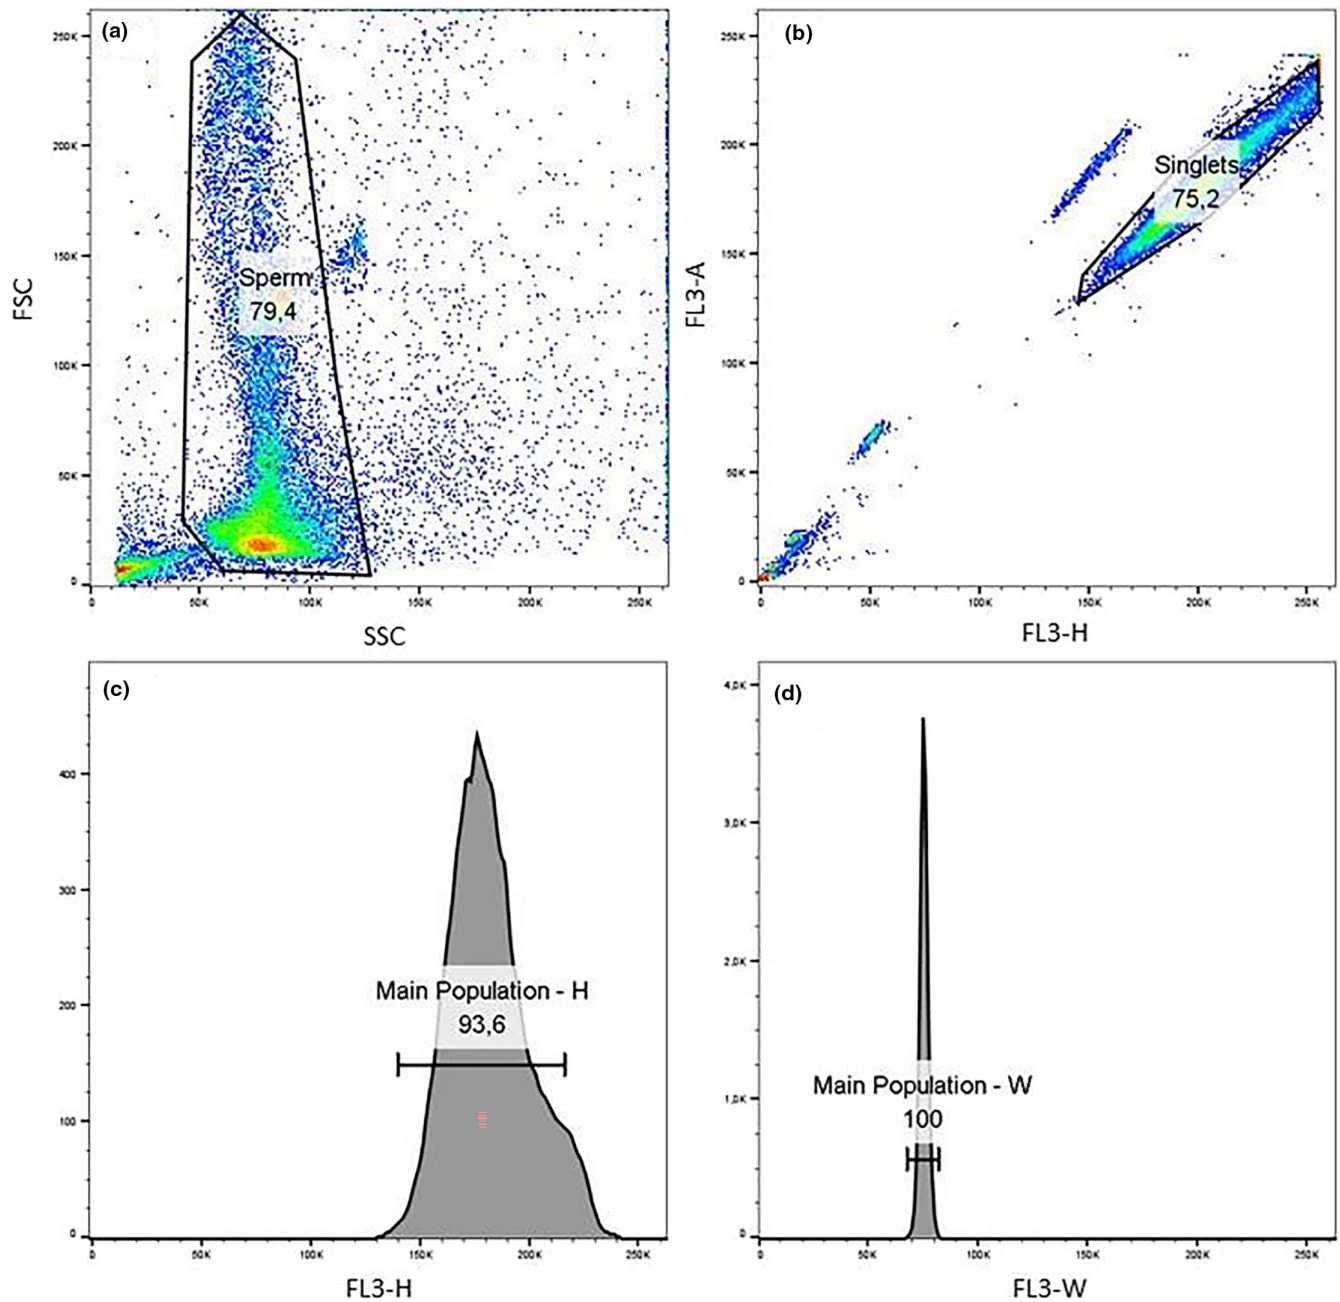 (a)
250K
200K
150K
100K
50K
0
FSC
Sperm
79,4
0 50K 100K 150K 200K 250K
SSC
(b)
250K
200K
150K
100K
50K
0
FL3-A
Singlets
75,2
0 50K 100K 150K 200K 250K
FL3-H
(c)
400
300
200
100
0
Main Population - H
93,6
0 50K 100K 150K 200K 250K
FL3-H
(d)
4,0K
3,0K
2,0K
1,0K
0
Main Population - W
100
0 50K 100K 150K 200K 250K
FL3-W